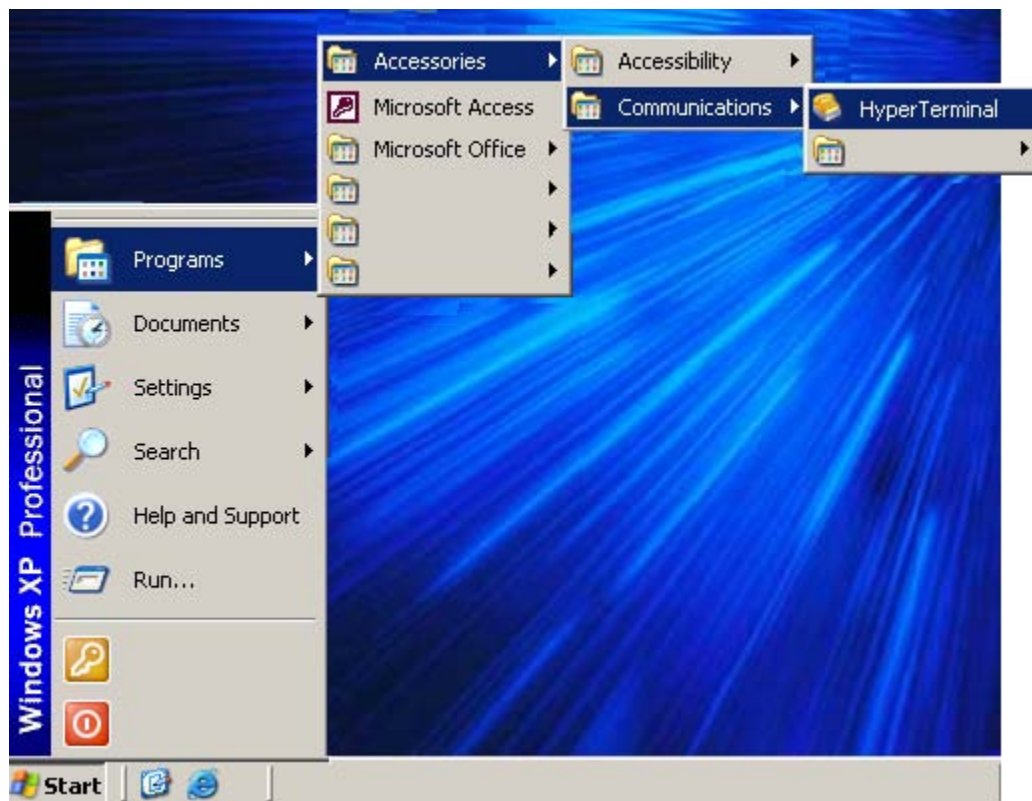 Accessories
Microsoft Access
Microsoft Office
Accessibility
Communications
HyperTerminal
Programs
Documents
Settings
Search
Help and Support
Run...
Windows XP Professional
Start